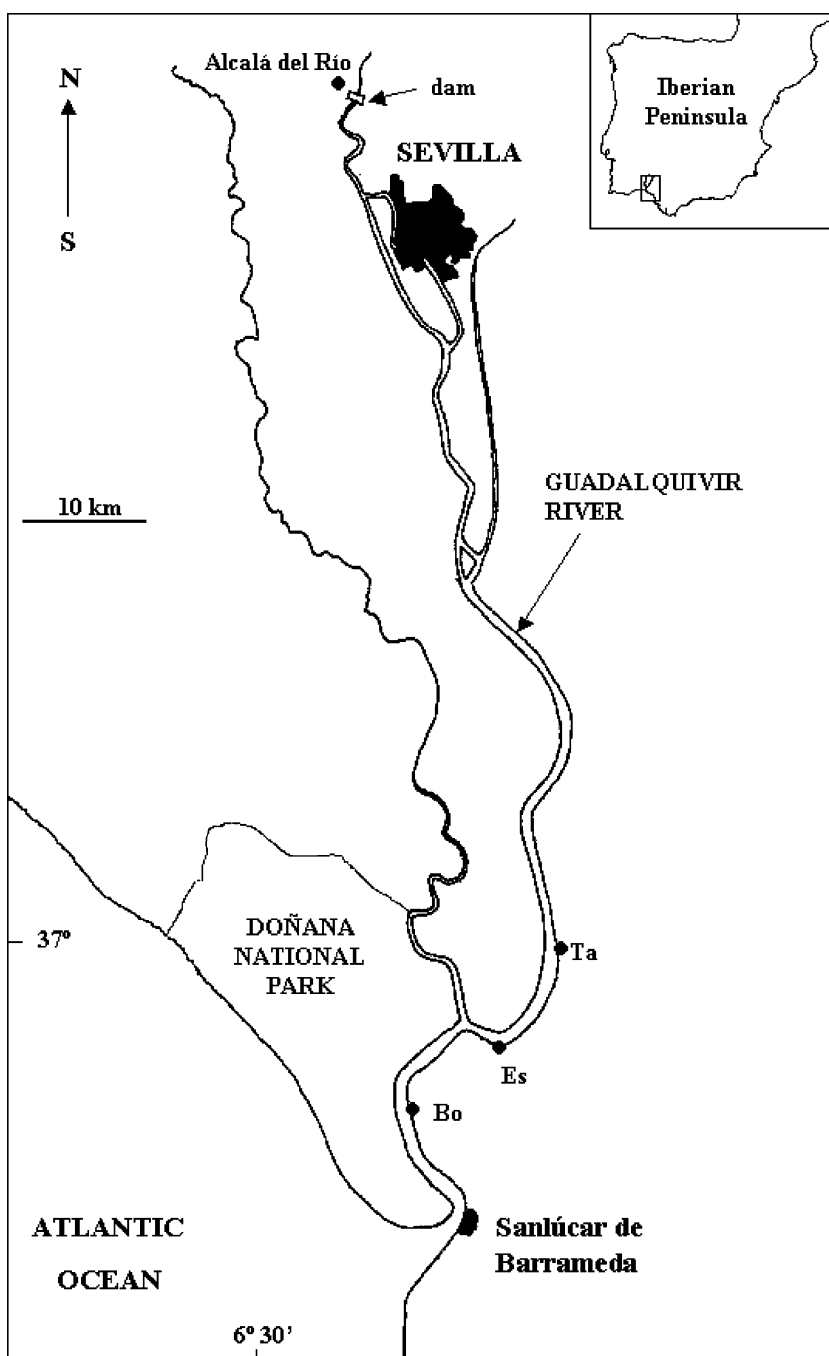 Alcalá del Río
dam
N
S
SEVILLA
Iberian
Peninsula
10 km
GUADALQUIVIR
RIVER
DOÑANA
NATIONAL
PARK
37º
Ta
Es
Bo
ATLANTIC
OCEAN
Sanlúcar de
Barrameda
6º 30'